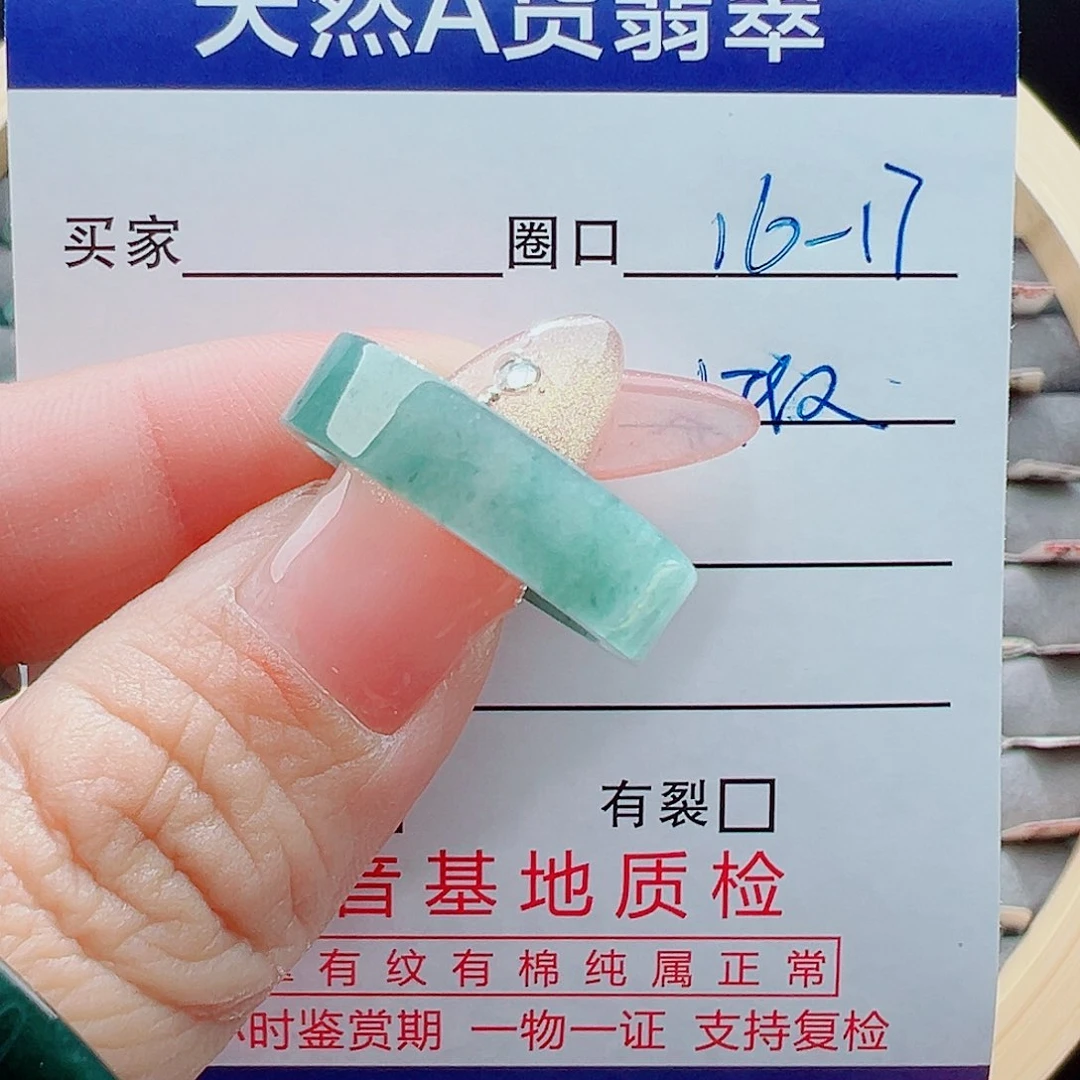 天然A货翡翠
买家 圈口 16-17
有裂
音基地质检
有纹有棉纯属正常
小时鉴赏期 一物一证 支持复检